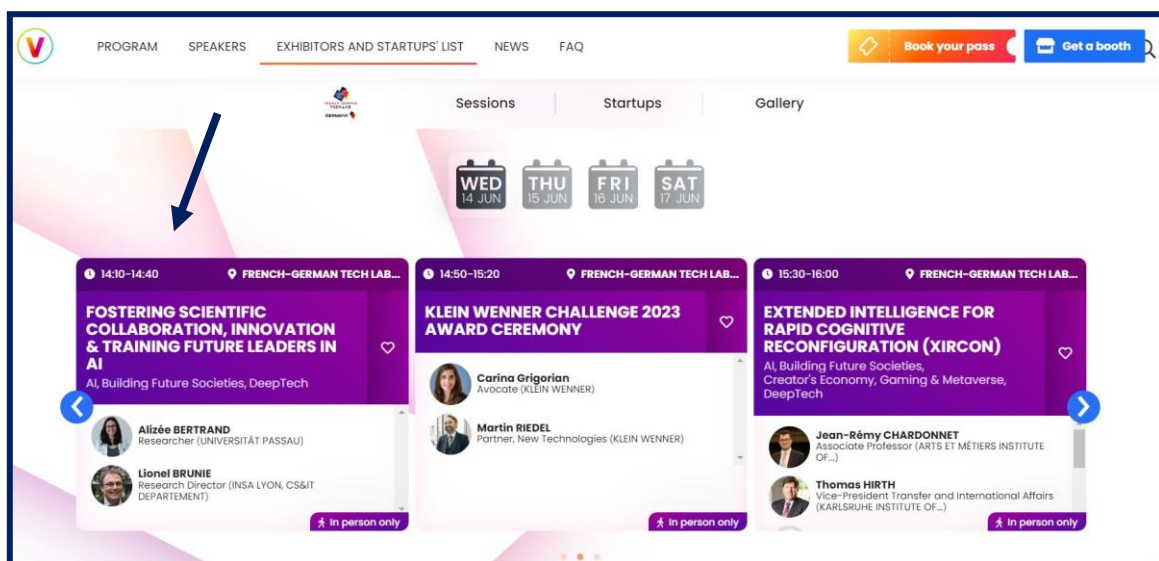 V
PROGRAM SPEAKERS EXHIBITORS AND STARTUPS' LIST NEWS FAQ Book your pass Get a booth
FRENCH-GERMAN
TECH LAB
GERMANY
Sessions Startups Gallery
WED THU FRI SAT
14 JUN 15 JUN 16 JUN 17 JUN
14:10-14:40 FRENCH-GERMAN TECH LAB...
FOSTERING SCIENTIFIC
COLLABORATION, INNOVATION
& TRAINING FUTURE LEADERS IN
AI
AI, Building Future Societies, DeepTech
Alizée BERTRAND
Researcher (UNIVERSITÄT PASSAU)
Lionel BRUNIE
Research Director (INSA LYON, CS&IT
DEPARTEMENT)
In person only
14:50-15:20 FRENCH-GERMAN TECH LAB...
KLEIN WENNER CHALLENGE 2023
AWARD CEREMONY
Carina Grigorian
Avocate (KLEIN WENNER)
Martin RIEDEL
Partner, New Technologies (KLEIN WENNER)
In person only
15:30-16:00 FRENCH-GERMAN TECH LAB...
EXTENDED INTELLIGENCE FOR
RAPID COGNITIVE
RECONFIGURATION (XIRCON)
AI, Building Future Societies,
Creator's Economy, Gaming & Metaverse,
DeepTech
Jean-Rémy CHARDONNET
Associate Professor (ARTS ET MÉTIERS INSTITUTE
OF...)
Thomas HIRTH
Vice-President Transfer and International Affairs
(KARLSRUHE INSTITUTE OF...)
In person only